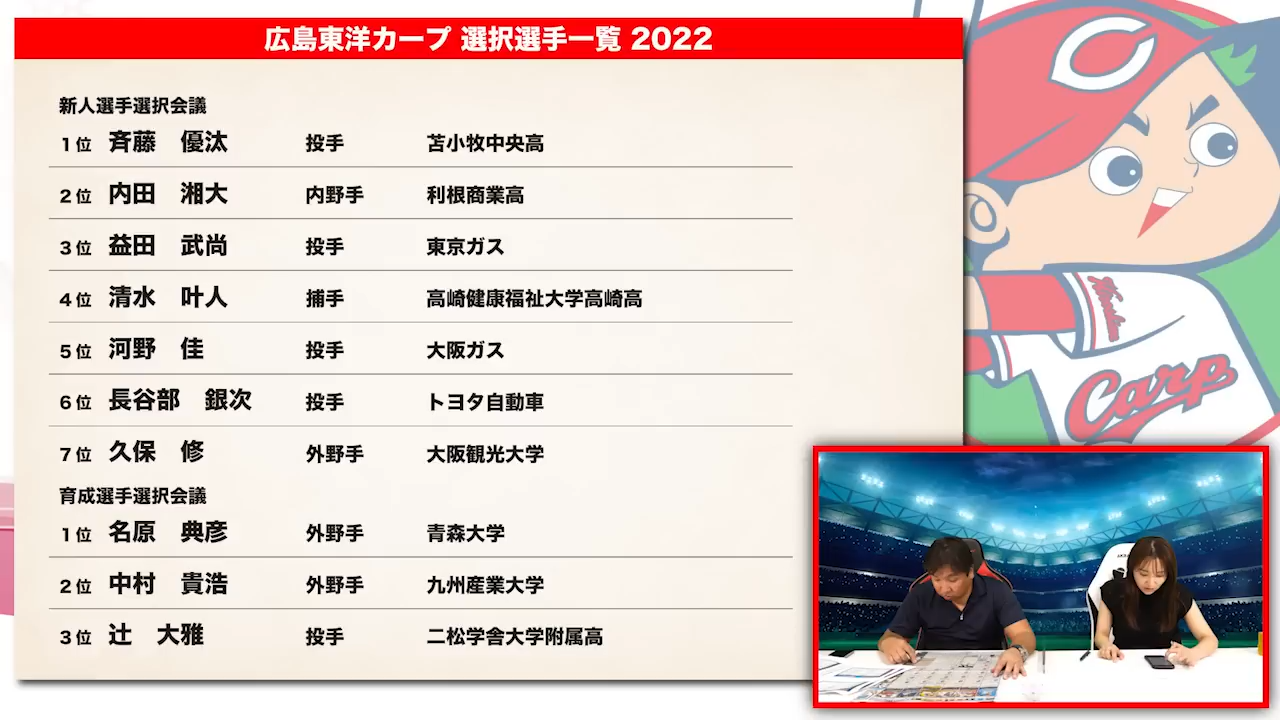 広島東洋カープ 選択選手一覧 2022
新人選手選択会議
1位 斉藤 優汰 投手 苫小牧中央高
2位 内田 湘大 内野手 利根商業高
3位 益田 武尚 投手 東京ガス
4位 清水 叶人 捕手 高崎健康福祉大学高崎高
5位 河野 佳 投手 大阪ガス
6位 長谷部 銀次 投手 トヨタ自動車
7位 久保 修 外野手 大阪観光大学
育成選手選択会議
1位 名原 典彦 外野手 青森大学
2位 中村 貴浩 外野手 九州産業大学
3位 辻 大雅 投手 二松学舎大学附属高
C
Carp